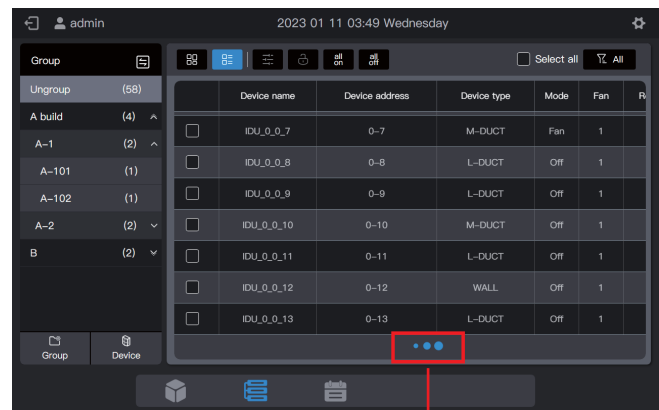 admin 2023 01 11 03:49 Wednesday
Group all on all off Select all All
Ungroup (58)
A build (4)
A-1 (2)
A-101 (1)
A-102 (1)
A-2 (2)
B (2)
Group Device
Device name Device address Device type Mode Fan
IDU_0_0_7 0-7 M-DUCT Fan 1
IDU_0_0_8 0-8 L-DUCT Off 1
IDU_0_0_9 0-9 L-DUCT Off 1
IDU_0_0_10 0-10 M-DUCT Off 1
IDU_0_0_11 0-11 L-DUCT Off 1
IDU_0_0_12 0-12 WALL Off 1
IDU_0_0_13 0-13 L-DUCT Off 1